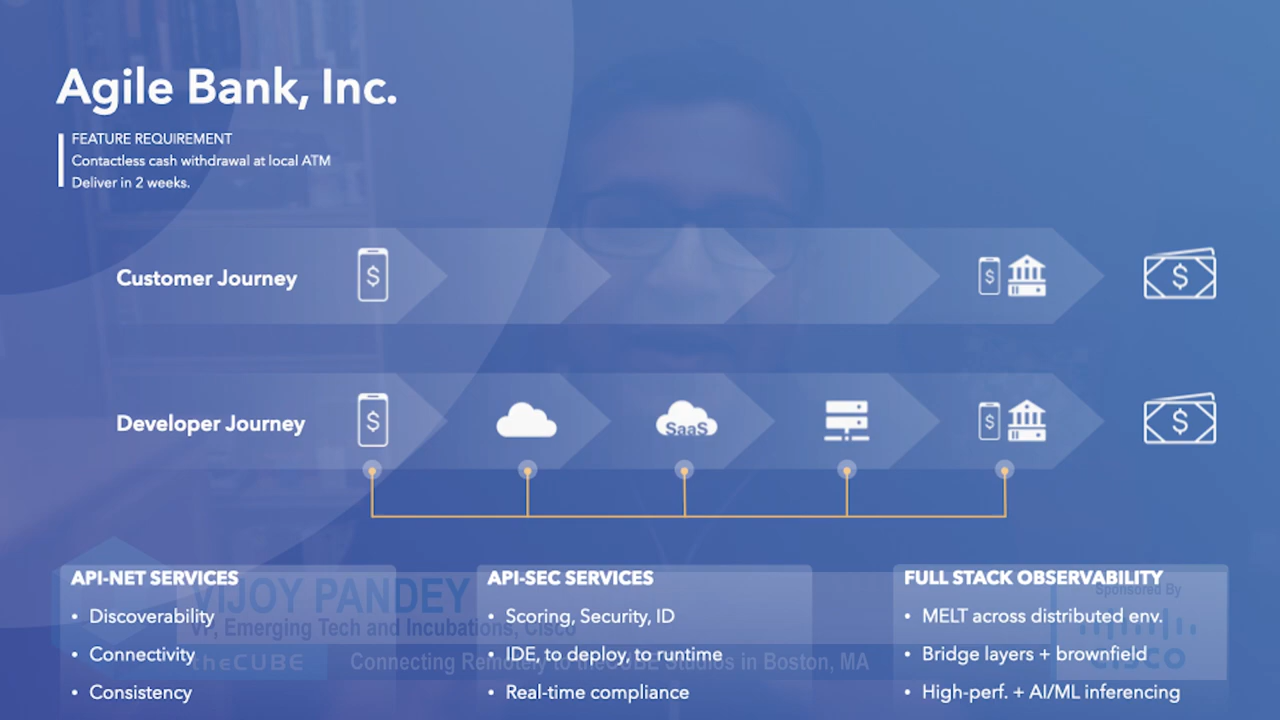 Agile Bank, Inc.
FEATURE REQUIREMENT
Contactless cash withdrawal at local ATM
Deliver in 2 weeks.
Customer Journey
$
$
$
Developer Journey
$
SaaS
$
$
API-NET SERVICES
• Discoverability
• Connectivity
• Consistency
API-SEC SERVICES
• Scoring, Security, ID
• IDE, to deploy, to runtime
• Real-time compliance
FULL STACK OBSERVABILITY
• MELT across distributed env.
• Bridge layers + brownfield
• High-perf. + AI/ML inferencing
VIJOY PANDEY
VP, Emerging Tech and Incubations, Cisco
theCUBE
Connecting Remotely to theCUBE Studios in Boston, MA
Sponsored By
CISCO